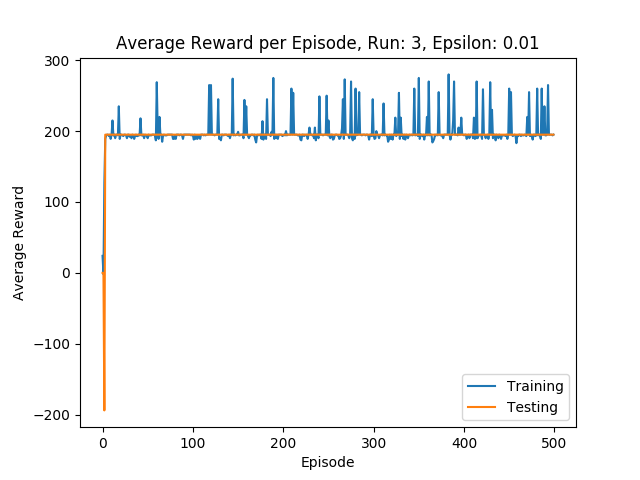 Average Reward per Episode, Run: 3, Epsilon: 0.01
300
200
100
0
−100
−200
Average Reward
0
100
200
300
400
500
Episode
Training
Testing